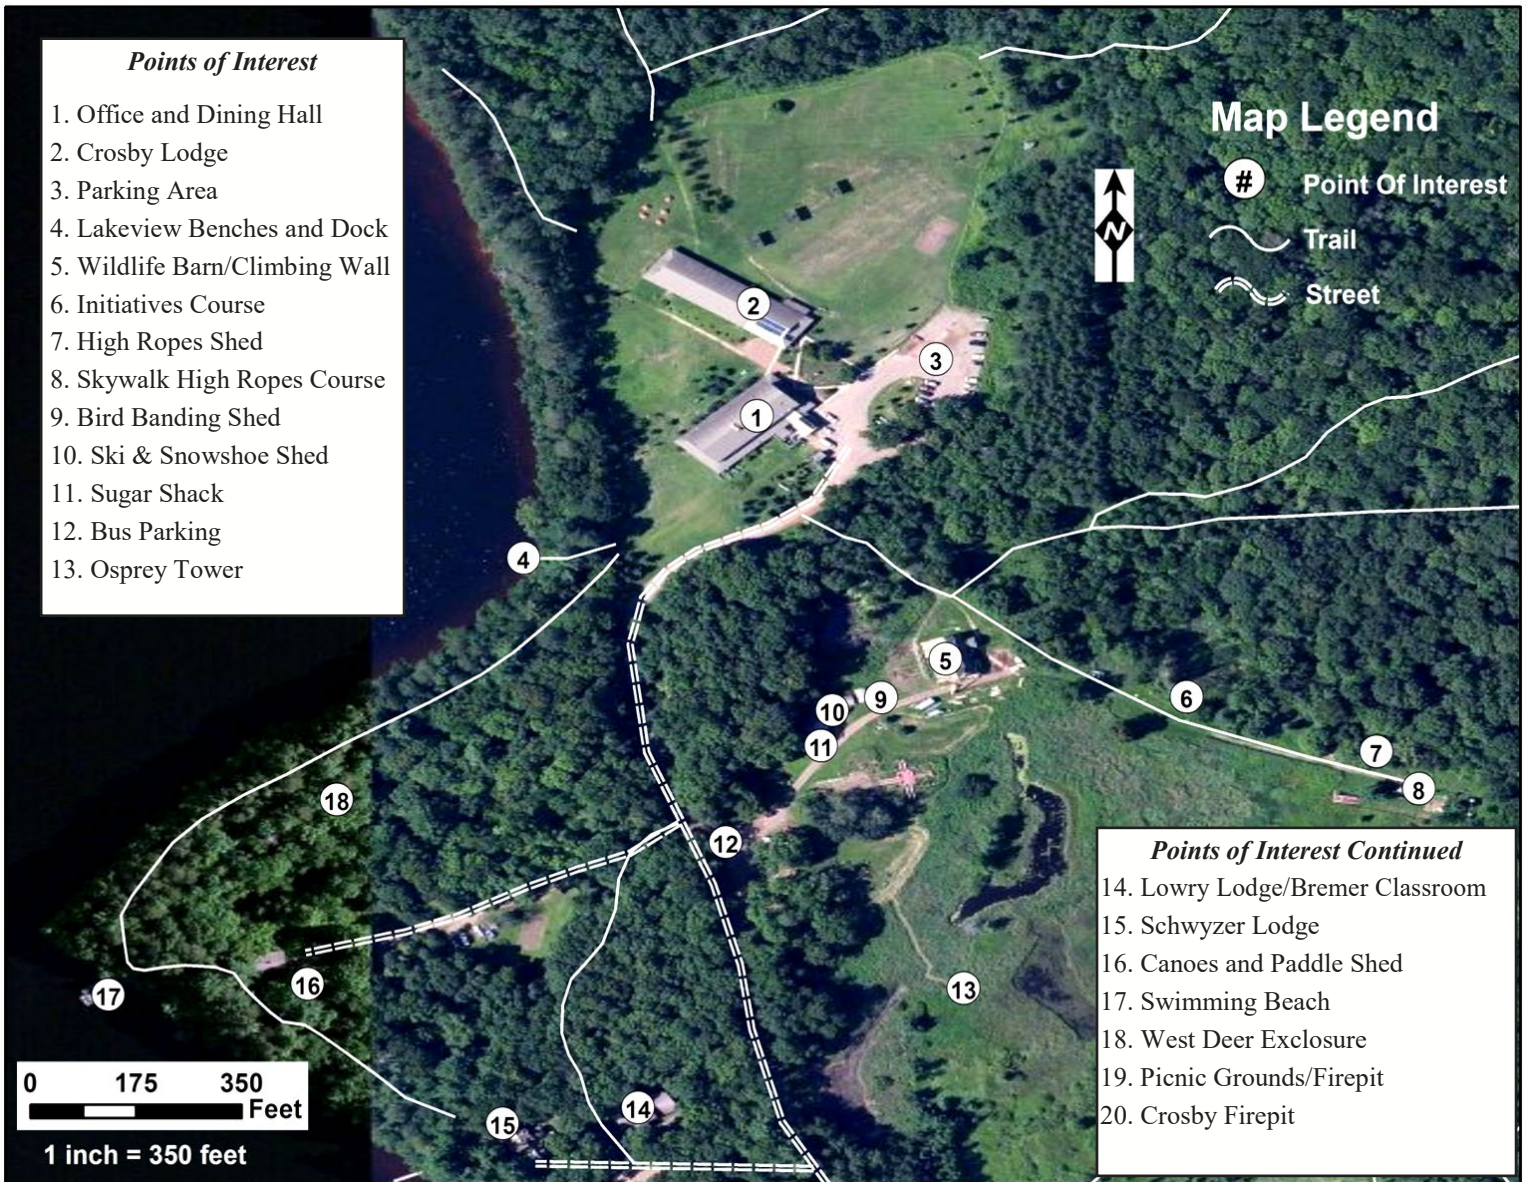 Points of Interest
1. Office and Dining Hall
2. Crosby Lodge
3. Parking Area
4. Lakeview Benches and Dock
5. Wildlife Barn/Climbing Wall
6. Initiatives Course
7. High Ropes Shed
8. Skywalk High Ropes Course
9. Bird Banding Shed
10. Ski & Snowshoe Shed
11. Sugar Shack
12. Bus Parking
13. Osprey Tower
Map Legend
# Point Of Interest
N
Trail
Street
2
3
1
4
5
6
9
10
11
7
8
18
12
13
16
17
14
15
Points of Interest Continued
14. Lowry Lodge/Bremer Classroom
15. Schwyzer Lodge
16. Canoes and Paddle Shed
17. Swimming Beach
18. West Deer Exclosure
19. Picnic Grounds/Firepit
20. Crosby Firepit
0 175 350
Feet
1 inch = 350 feet